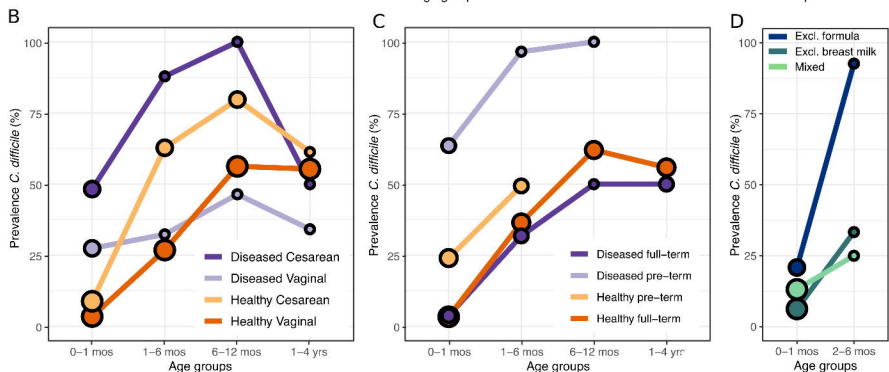 B
Prevalence C. difficile (%)
100
75
50
25
0
Diseased Cesarean
Diseased Vaginal
Healthy Cesarean
Healthy Vaginal
0–1 mos
1–6 mos
6–12 mos
1–4 yrs
Age groups
C
Prevalence C. difficile (%)
100
75
50
25
0
Diseased full–term
Diseased pre–term
Healthy pre–term
Healthy full–term
0–1 mos
1–6 mos
6–12 mos
1–4 yrs
Age groups
D
Excl. formula
Excl. breast milk
Mixed
Prevalence C. difficile (%)
100
75
50
25
0
0–1 mos
2–6 mos
Age groups